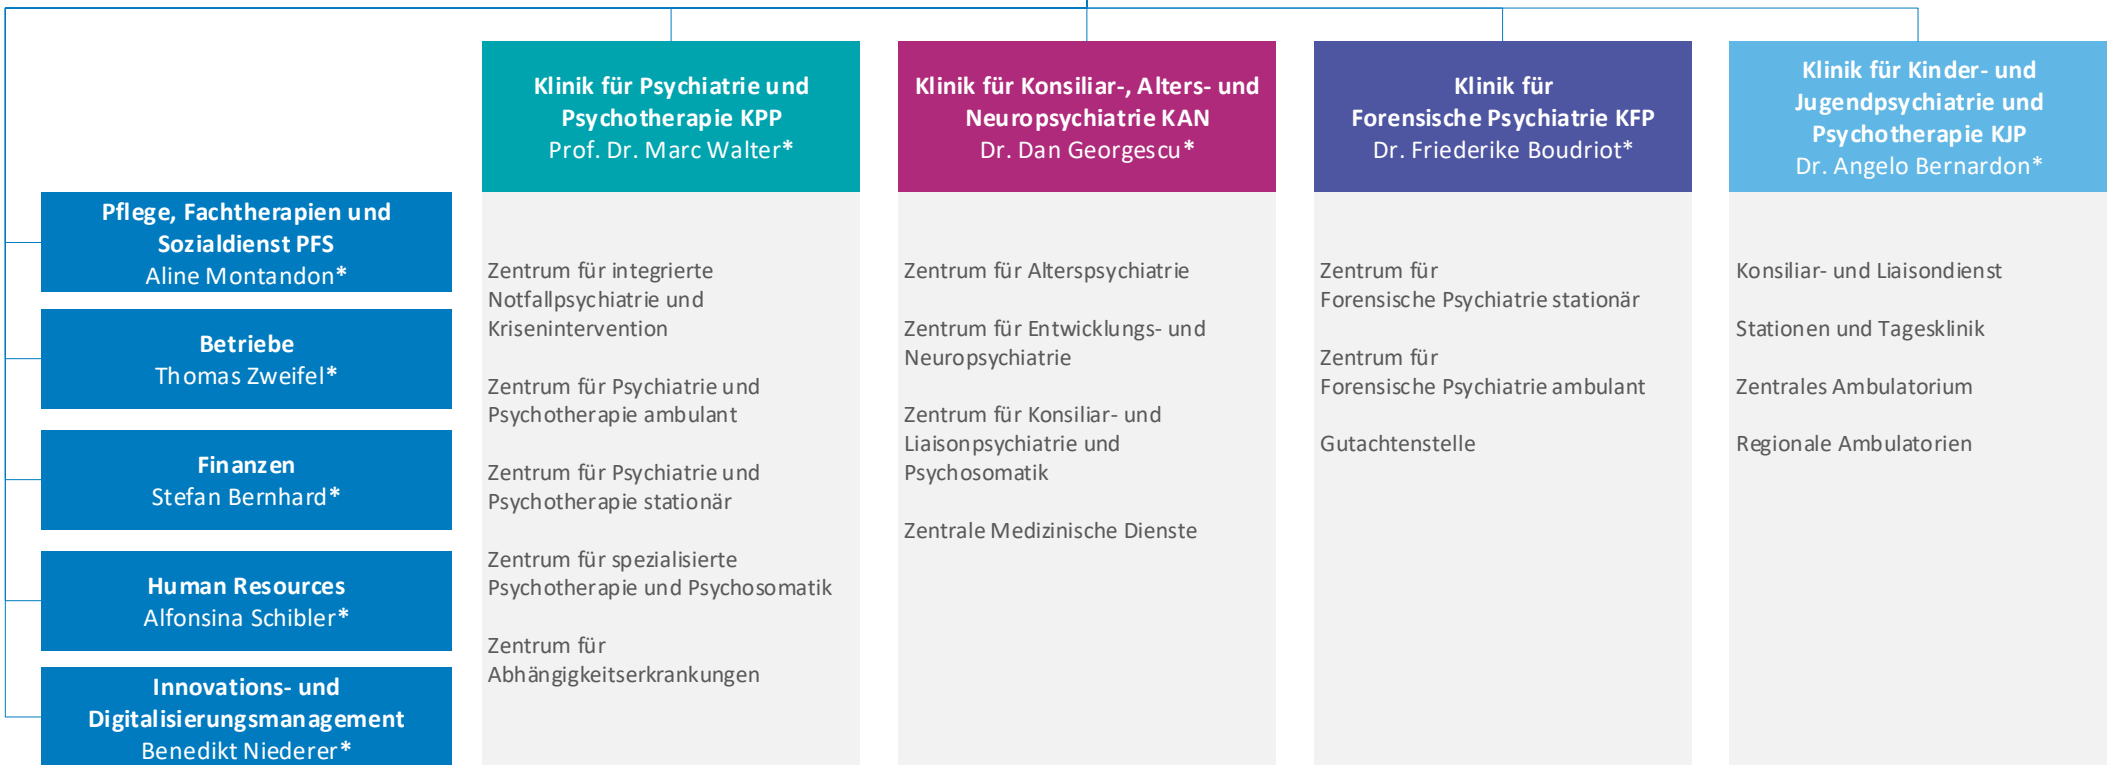 Klinik für Psychiatrie und
Psychotherapie KPP
Prof. Dr. Marc Walter*
Klinik für Konsiliar-, Alters- und
Neuropsychiatrie KAN
Dr. Dan Georgescu*
Klinik für
Forensische Psychiatrie KFP
Dr. Friederike Boudriot*
Klinik für Kinder- und
Jugendpsychiatrie und
Psychotherapie KJP
Dr. Angelo Bernardon*
Pflege, Fachtherapien und
Sozialdienst PFS
Aline Montandon*
Betriebe
Thomas Zweifel*
Finanzen
Stefan Bernhard*
Human Resources
Alfonsina Schibler*
Innovations- und
Digitalisierungsmanagement
Benedikt Niederer*
Zentrum für integrierte
Notfallpsychiatrie und
Krisenintervention
Zentrum für Psychiatrie und
Psychotherapie ambulant
Zentrum für Psychiatrie und
Psychotherapie stationär
Zentrum für spezialisierte
Psychotherapie und Psychosomatik
Zentrum für
Abhängigkeitserkrankungen
Zentrum für Alterspsychiatrie
Zentrum für Entwicklungs- und
Neuropsychiatrie
Zentrum für Konsiliar- und
Liaisonpsychiatrie und
Psychosomatik
Zentrale Medizinische Dienste
Zentrum für
Forensische Psychiatrie stationär
Zentrum für
Forensische Psychiatrie ambulant
Gutachtenstelle
Konsiliar- und Liaisondienst
Stationen und Tagesklinik
Zentrales Ambulatorium
Regionale Ambulatorien